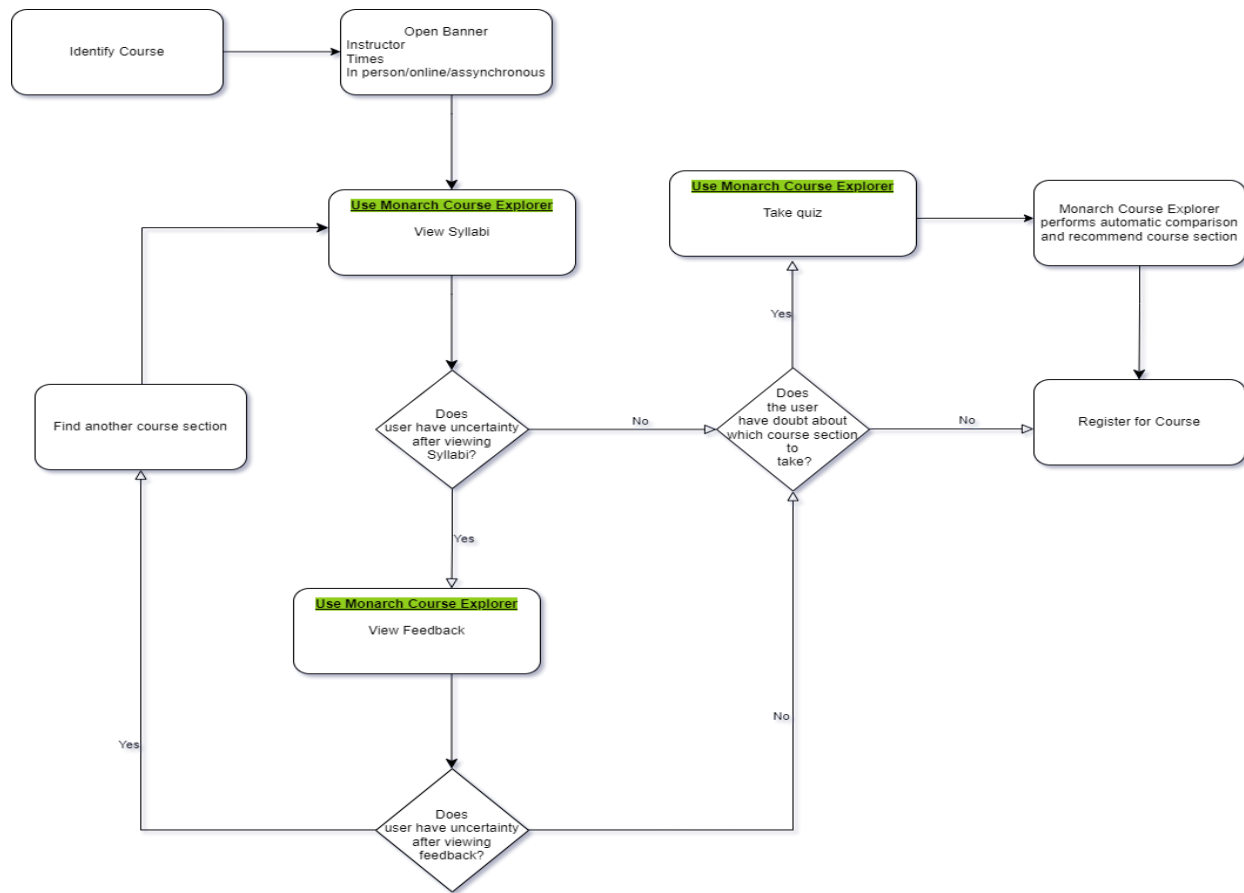 Identify Course
Open Banner
Instructor
Times
In person/online/assynchronous
Use Monarch Course Explorer
View Syllabi
Use Monarch Course Explorer
Take quiz
Monarch Course Explorer
performs automatic comparison
and recommend course section
Yes
Find another course section
Does
user have uncertainty
after viewing
Syllabi?
No
Does
the user
have doubt about
which course section
to
take?
No
Register for Course
Yes
Use Monarch Course Explorer
View Feedback
No
Yes
Does
user have uncertainty
after viewing
feedback?